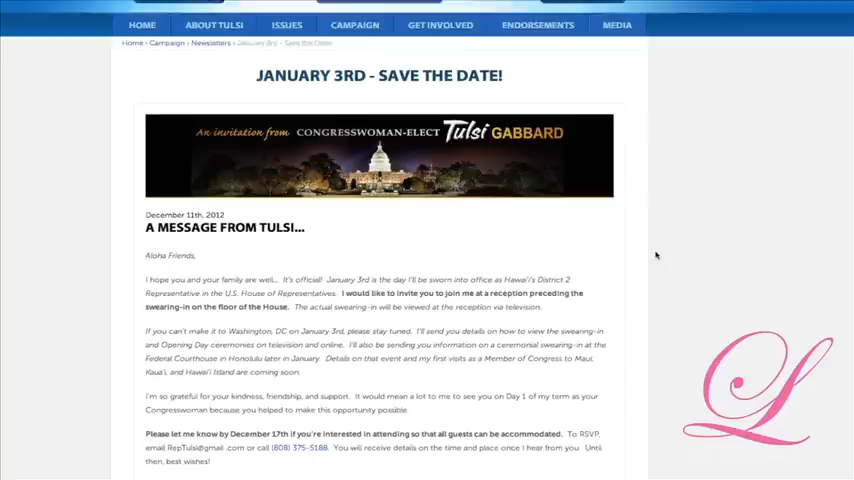 HOME ABOUT TULSI ISSUES CAMPAIGN GET INVOLVED ENDORSEMENTS MEDIA
Home › Campaign › Newsletters › January 3rd - Save the Date!
JANUARY 3RD - SAVE THE DATE!
An invitation from CONGRESSWOMAN-ELECT Tulsi GABBARD
December 11th, 2012
A MESSAGE FROM TULSI...
Aloha Friends,
I hope you and your family are well... It's official! January 3rd is the day I'll be sworn into office as Hawai'i's District 2
Representative in the U.S. House of Representatives. I would like to invite you to join me at a reception preceding the
swearing-in on the floor of the House. The actual swearing-in will be viewed at the reception via television.
If you can't make it to Washington, DC on January 3rd, please stay tuned. I'll send you details on how to view the swearing-in
and Opening Day ceremonies on television and online. I'll also be sending you information on a ceremonial swearing-in at the
Federal Courthouse in Honolulu later in January. Details on that event and my first visits as a Member of Congress to Maui,
Kaua'i, and Hawai'i Island are coming soon.
I'm so grateful for your kindness, friendship, and support. It would mean a lot to me to see you on Day 1 of my term as your
Congresswoman because you helped to make this opportunity possible.
Please let me know by December 17th if you're interested in attending so that all guests can be accommodated. To RSVP,
email RepTulsi@gmail .com or call (808) 375-5188. You will receive details on the time and place once I hear from you. Until
then, best wishes!
L